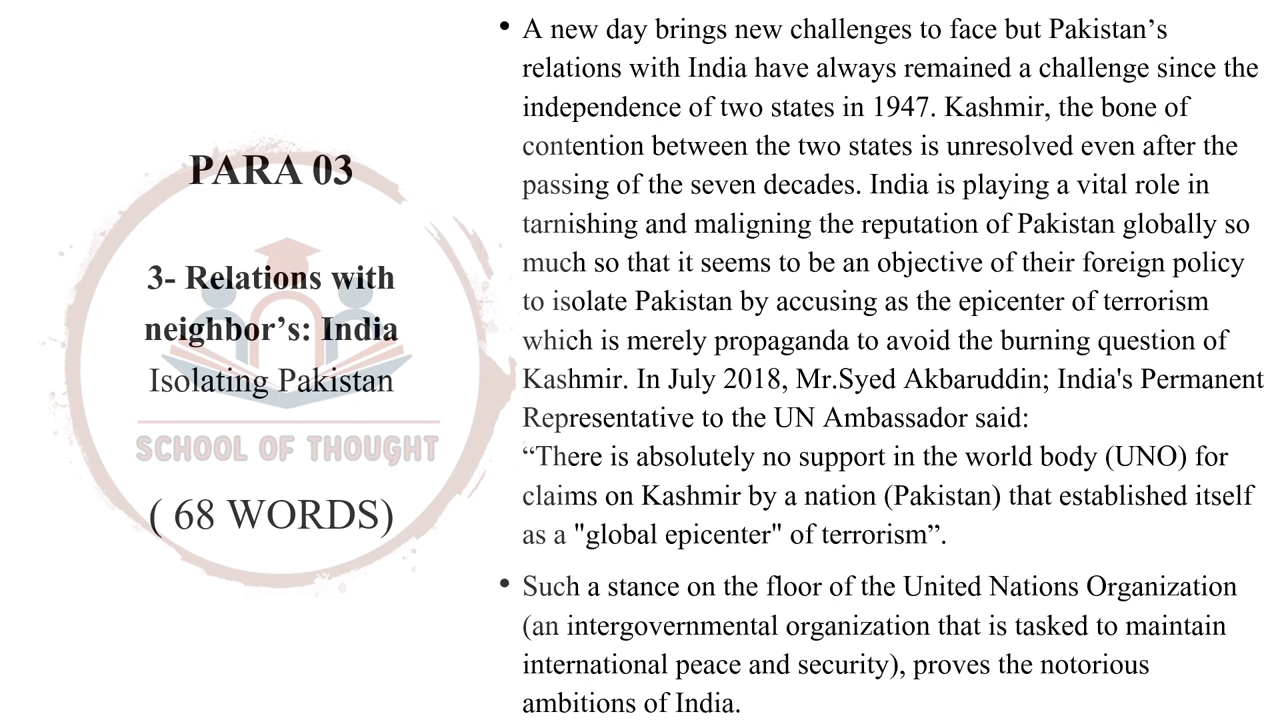 PARA 03
3- Relations with
neighbor’s: India
Isolating Pakistan
SCHOOL OF THOUGHT
( 68 WORDS)
• A new day brings new challenges to face but Pakistan’s
relations with India have always remained a challenge since the
independence of two states in 1947. Kashmir, the bone of
contention between the two states is unresolved even after the
passing of the seven decades. India is playing a vital role in
tarnishing and maligning the reputation of Pakistan globally so
much so that it seems to be an objective of their foreign policy
to isolate Pakistan by accusing as the epicenter of terrorism
which is merely propaganda to avoid the burning question of
Kashmir. In July 2018, Mr.Syed Akbaruddin; India's Permanent
Representative to the UN Ambassador said:
“There is absolutely no support in the world body (UNO) for
claims on Kashmir by a nation (Pakistan) that established itself
as a "global epicenter" of terrorism”.
• Such a stance on the floor of the United Nations Organization
(an intergovernmental organization that is tasked to maintain
international peace and security), proves the notorious
ambitions of India.